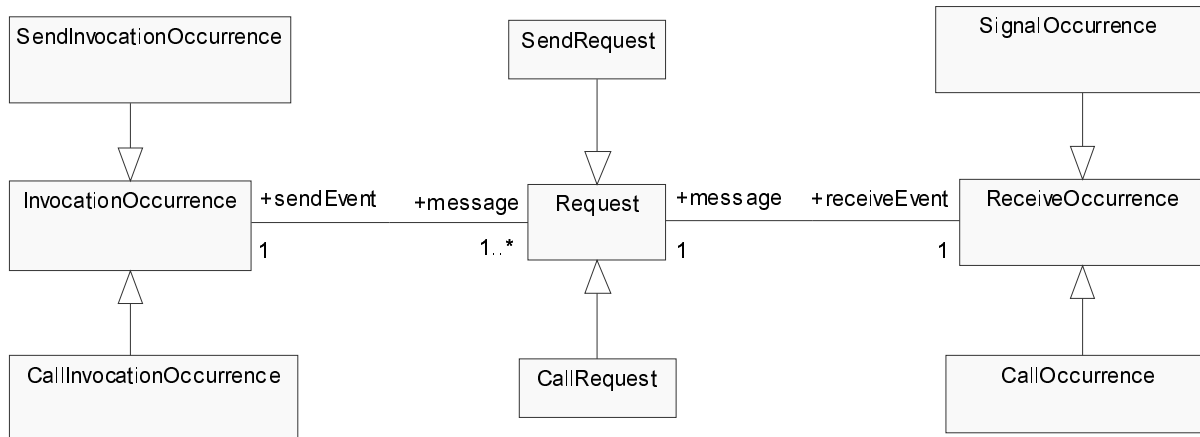 SendInvocationOccurrence
SendRequest
SignalOccurrence
InvocationOccurrence
+sendEvent
+message
Request
+message
+receiveEvent
ReceiveOccurrence
1
1..*
1
1
CallInvocationOccurrence
CallRequest
CallOccurrence